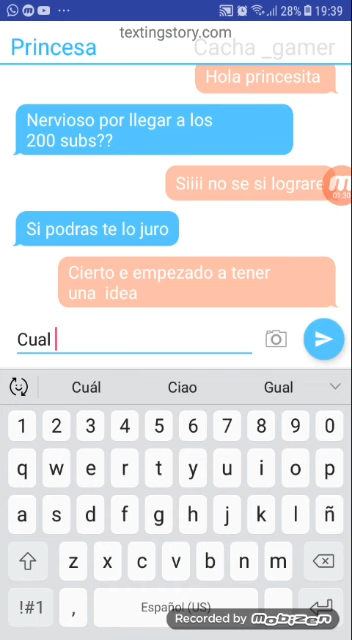 28% 19:39
textingstory.com
Princesa Cacha _gamer
Hola princesita
Nervioso por llegar a los
200 subs??
Siiii no se si lograre
01:30
Si podras te lo juro
Cierto e empezado a tener
una idea
Cual
Cuál Ciao Gual
1 2 3 4 5 6 7 8 9 0
q w e r t y u i o p
a s d f g h j k l ñ
z x c v b n m
!#1 , Español (US)
Recorded by mobizen